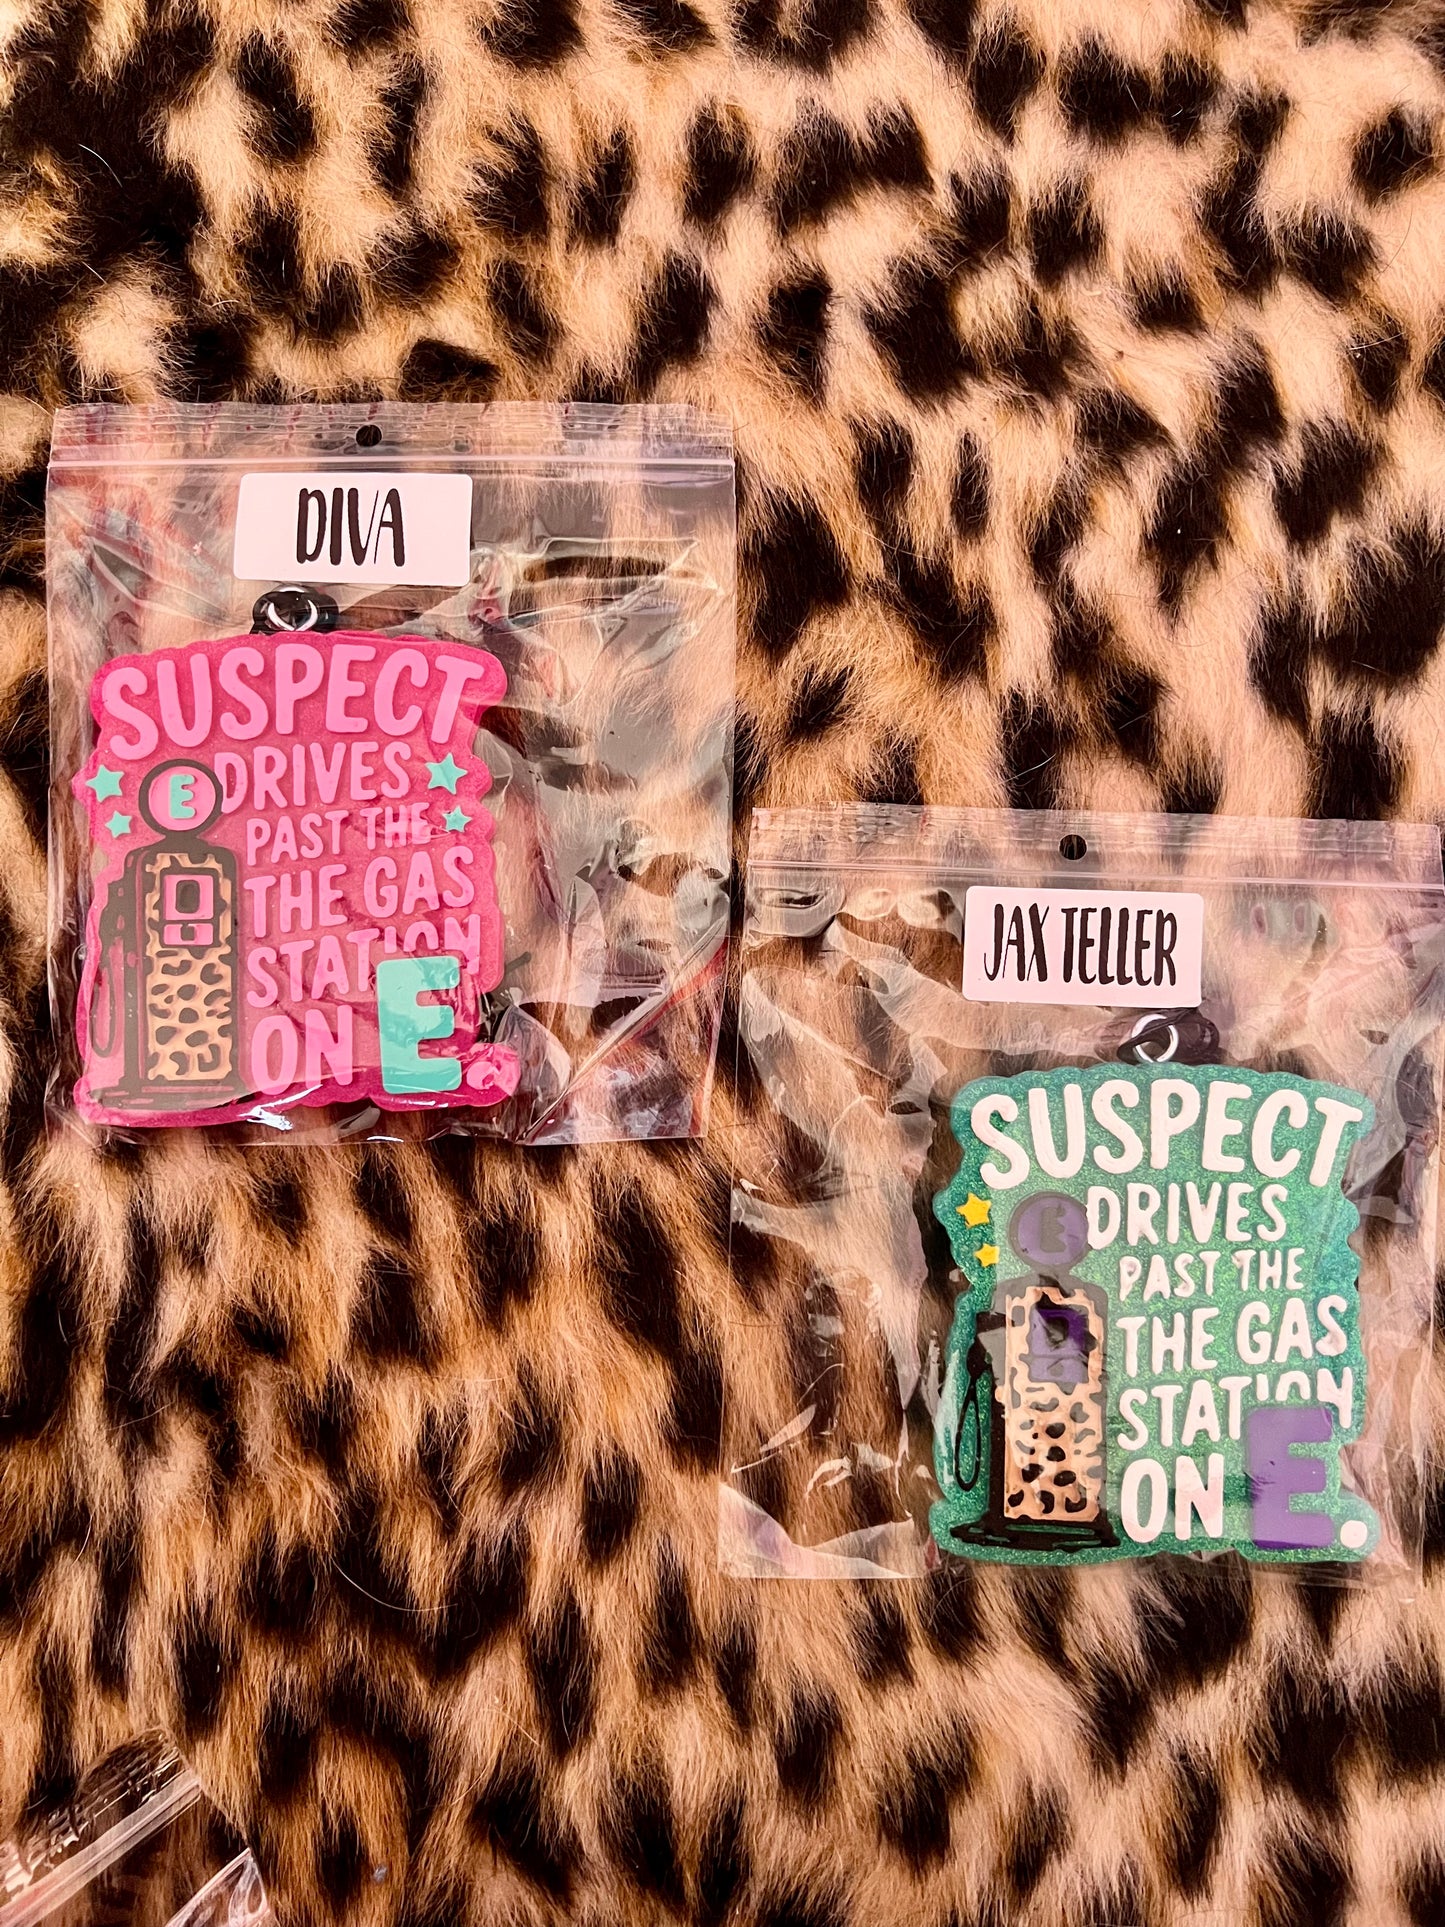 DIVA
SUSPECT
E DRIVES
PAST THE
THE GAS
STATION
ON E.
JAX TELLER
SUSPECT
E DRIVES
PAST THE
THE GAS
STATION
ON E.